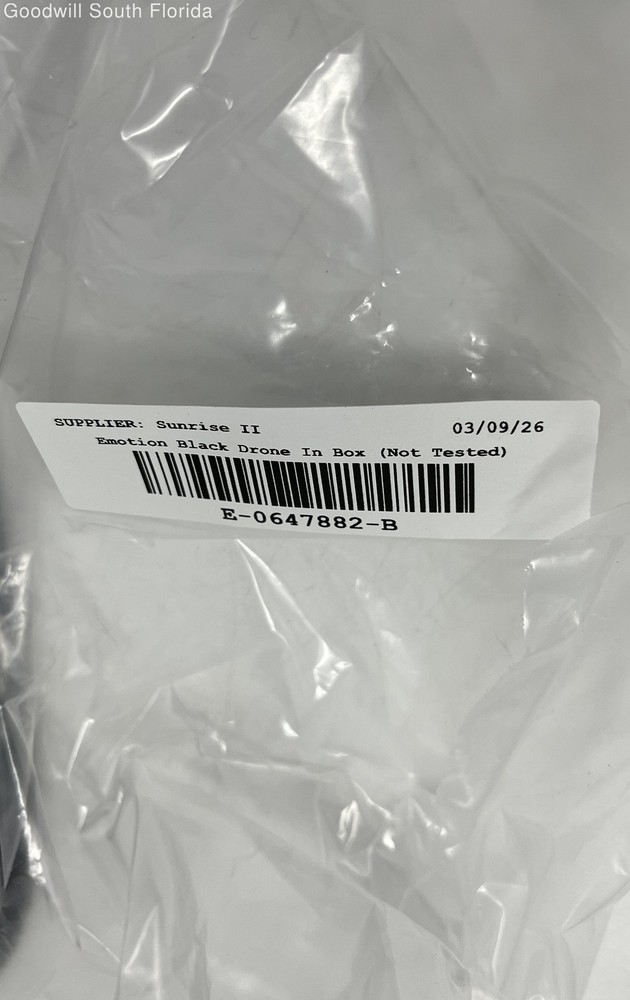 Goodwill South Florida
SUPPLIER: Sunrise II 03/09/26
Emotion Black Drone In Box (Not Tested)
E-0647882-B